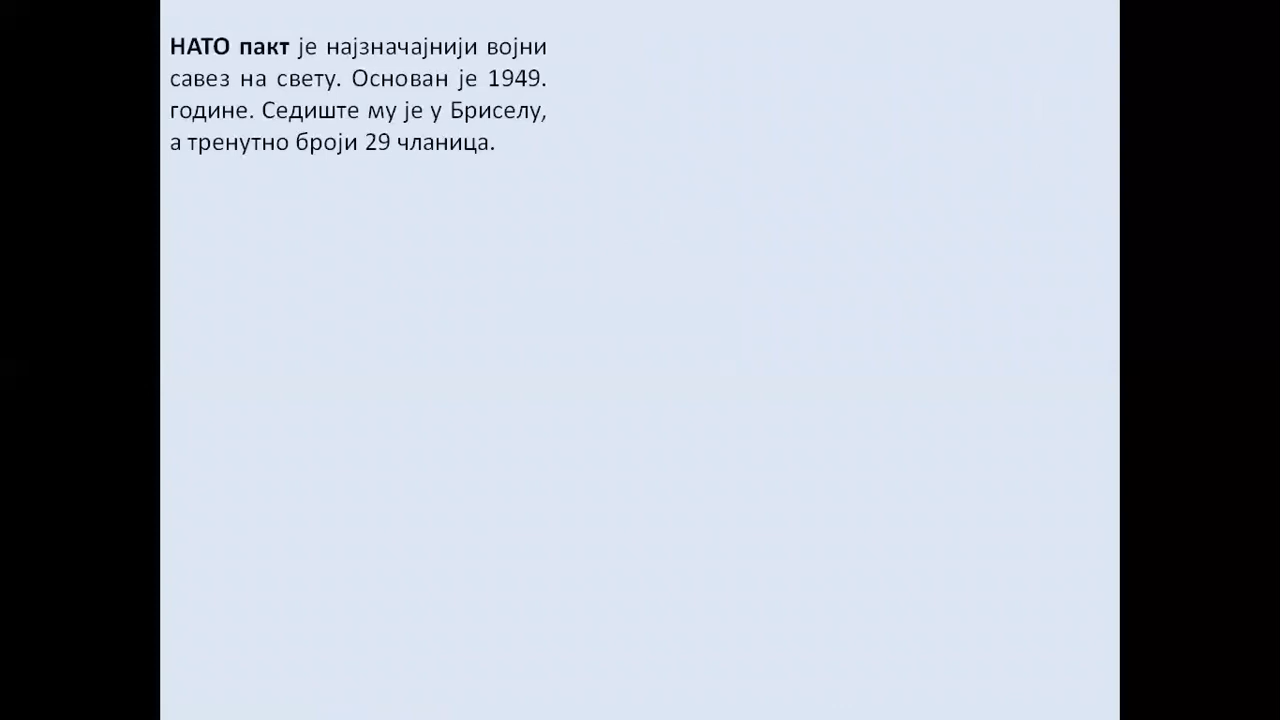 НАТО пакт је најзначајнији војни
савез на свету. Основан је 1949.
године. Седиште му је у Бриселу,
а тренутно броји 29 чланица.